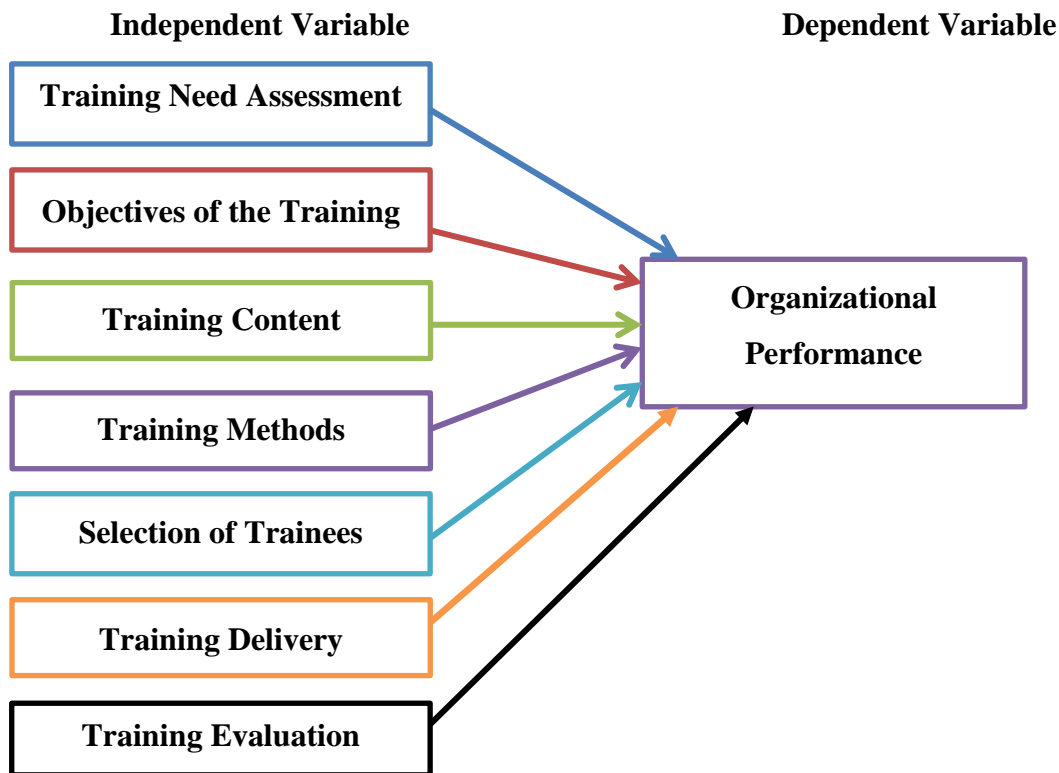 Independent Variable
Dependent Variable
Training Need Assessment
Objectives of the Training
Training Content
Training Methods
Selection of Trainees
Training Delivery
Training Evaluation
Organizational
Performance